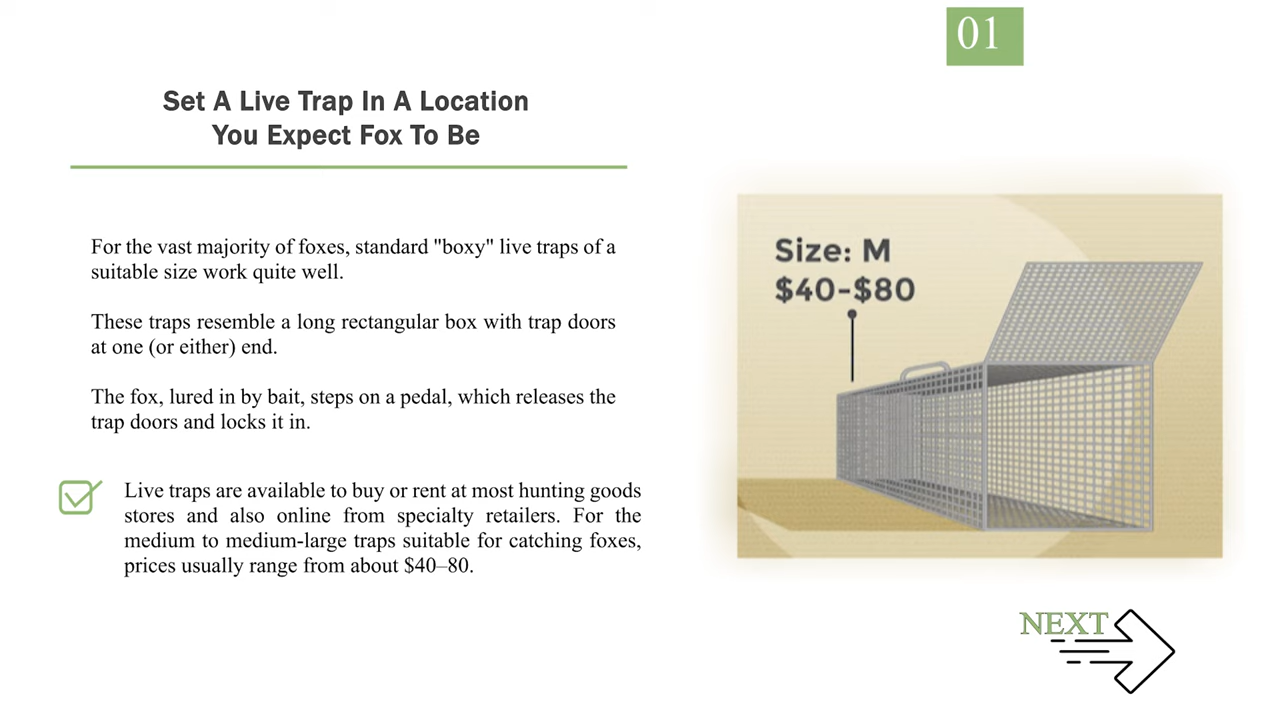 01
Set A Live Trap In A Location
You Expect Fox To Be
For the vast majority of foxes, standard "boxy" live traps of a
suitable size work quite well.
These traps resemble a long rectangular box with trap doors
at one (or either) end.
The fox, lured in by bait, steps on a pedal, which releases the
trap doors and locks it in.
Live traps are available to buy or rent at most hunting goods
stores and also online from specialty retailers. For the
medium to medium-large traps suitable for catching foxes,
prices usually range from about $40–80.
Size: M
$40-$80
NEXT